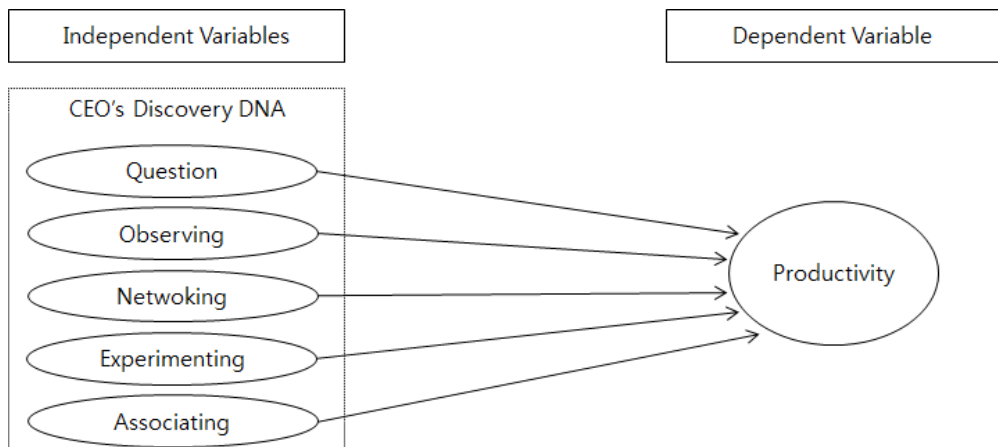 Independent Variables
Dependent Variable
CEO's Discovery DNA
Question
Observing
Netwoking
Experimenting
Associating
Productivity